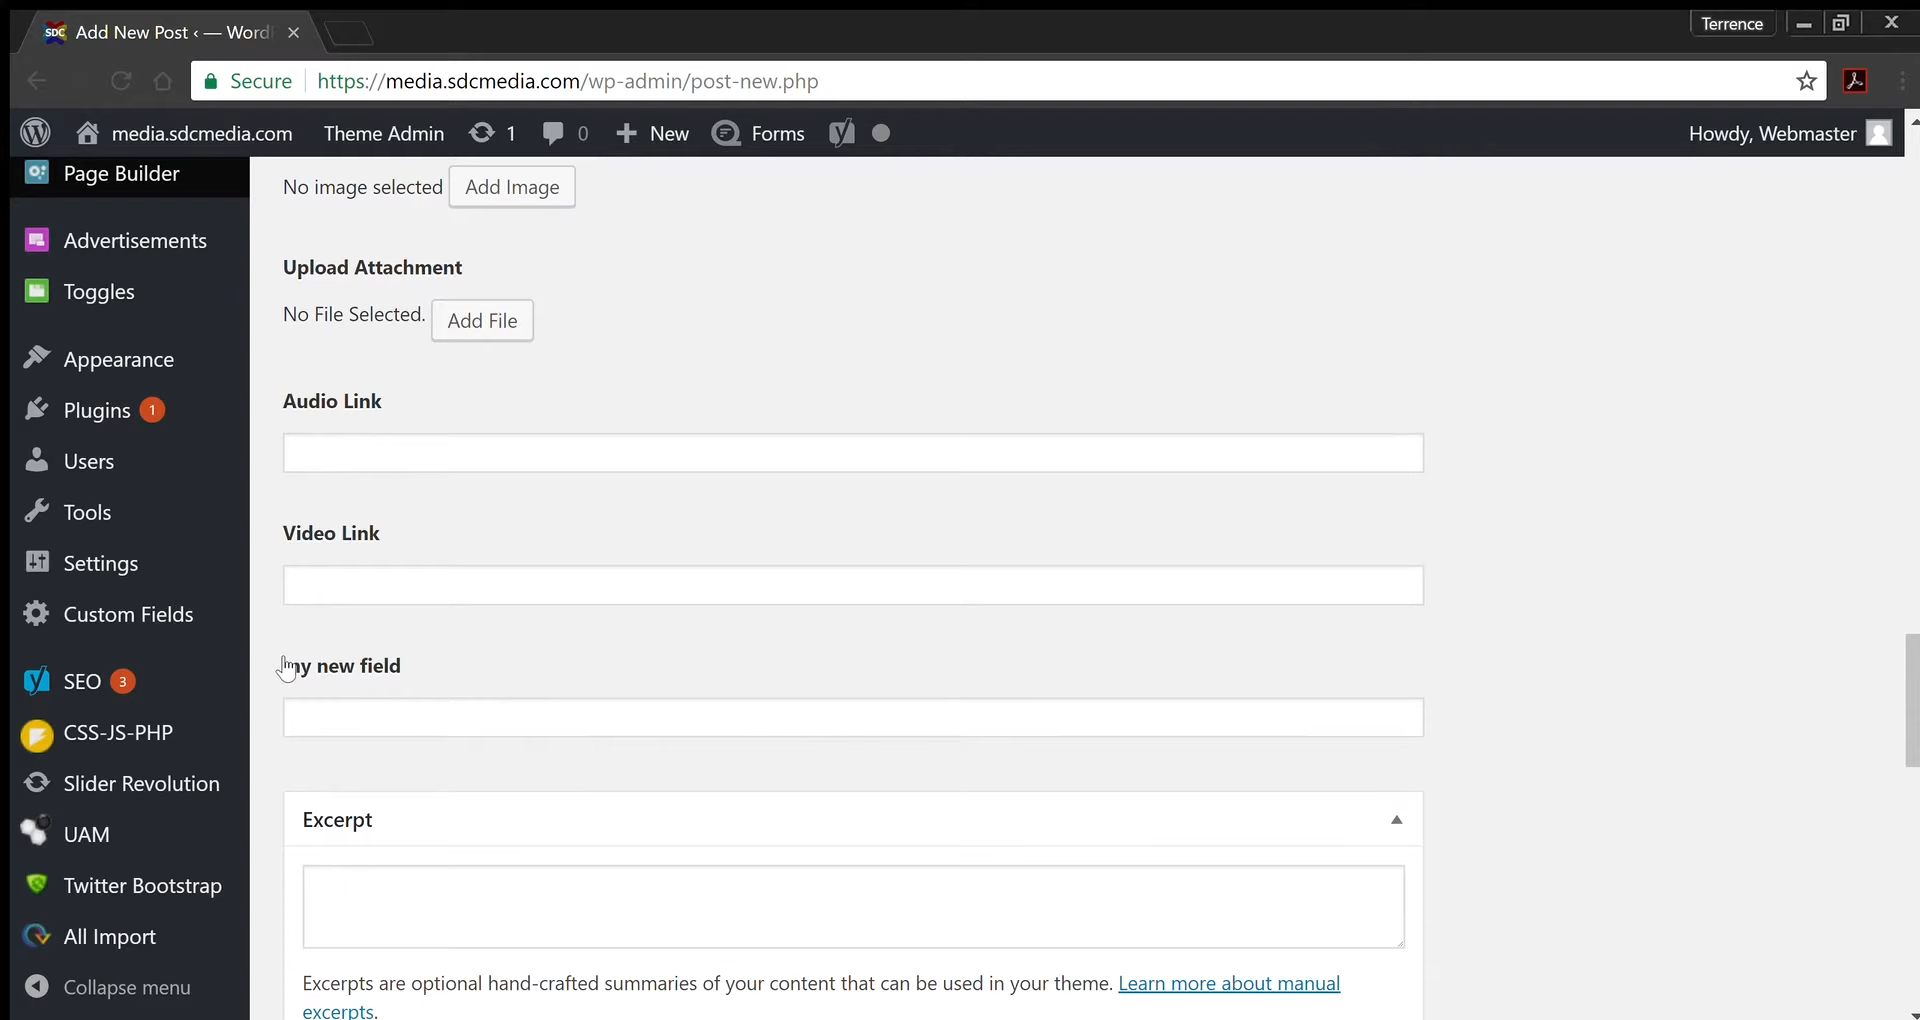 SDC Add New Post ‹ — Word
Terrence
Secure https://media.sdcmedia.com/wp-admin/post-new.php
media.sdcmedia.com Theme Admin 1 0 New Forms Howdy, Webmaster
Page Builder
Advertisements
Toggles
Appearance
Plugins 1
Users
Tools
Settings
Custom Fields
SEO 3
CSS-JS-PHP
Slider Revolution
UAM
Twitter Bootstrap
All Import
Collapse menu
No image selected Add Image
Upload Attachment
No File Selected. Add File
Audio Link
Video Link
my new field
Excerpt
Excerpts are optional hand-crafted summaries of your content that can be used in your theme. Learn more about manual
excerpts.